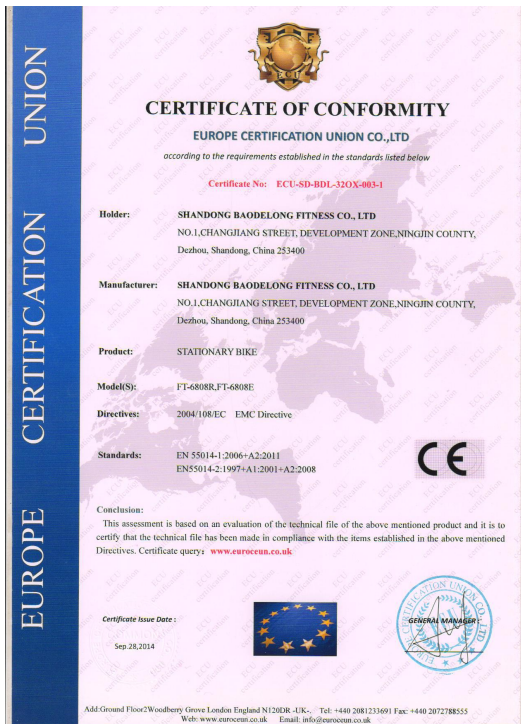 ECU
CERTIFICATE OF CONFORMITY
EUROPE CERTIFICATION UNION CO.,LTD
according to the requirements established in the standards listed below
Certificate No: ECU-SD-BDL-32OX-003-1
Holder: SHANDONG BAODELONG FITNESS CO., LTD
NO.1,CHANGJIANG STREET, DEVELOPMENT ZONE,NINGJIN COUNTY,
Dezhou, Shandong, China 253400
Manufacturer: SHANDONG BAODELONG FITNESS CO., LTD
NO.1,CHANGJIANG STREET, DEVELOPMENT ZONE,NINGJIN COUNTY,
Dezhou, Shandong, China 253400
Product: STATIONARY BIKE
Model(s): FT-6808R,FT-6808E
Directives: 2004/108/EC EMC Directive
Standards: EN 55014-1:2006+A2:2011
EN55014-2:1997+A1:2001+A2:2008
CE
Conclusion:
This assessment is based on an evaluation of the technical file of the above mentioned product and it is to
certify that the technical file has been made in compliance with the items established in the above mentioned
Directives. Certificate query：www.euroceun.co.uk
Certificate Issue Date :
Sep.28,2014
GENERAL MANAGER :
EUROPE CERTIFICATION UNION CO., LTD
ECU
Add:Ground Floor2Woodberry Grove London England N120DR -UK-. Tel: +440 2081233691 Fax: +440 2072788555
Web: www.euroceun.co.uk Email: info@euroceun.co.uk
EUROPE CERTIFICATION UNION